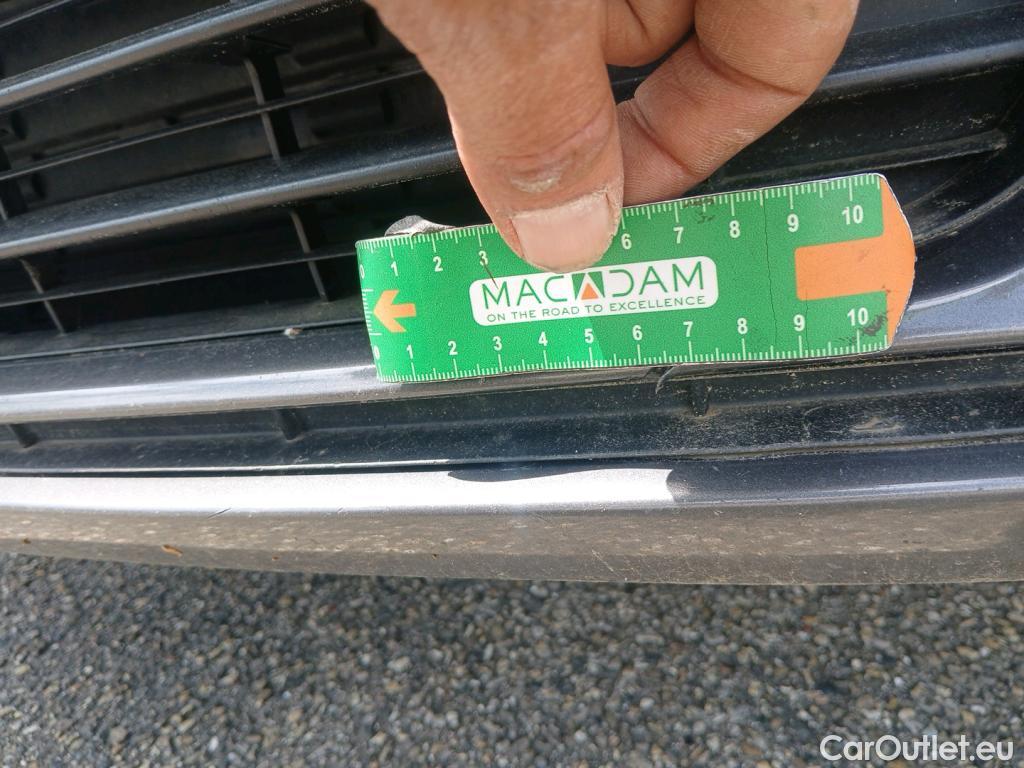 0 1 2 3 6 7 8 9 10
MACADAM
ON THE ROAD TO EXCELLENCE
0 1 2 3 4 5 6 7 8 9 10
CarOutlet.eu